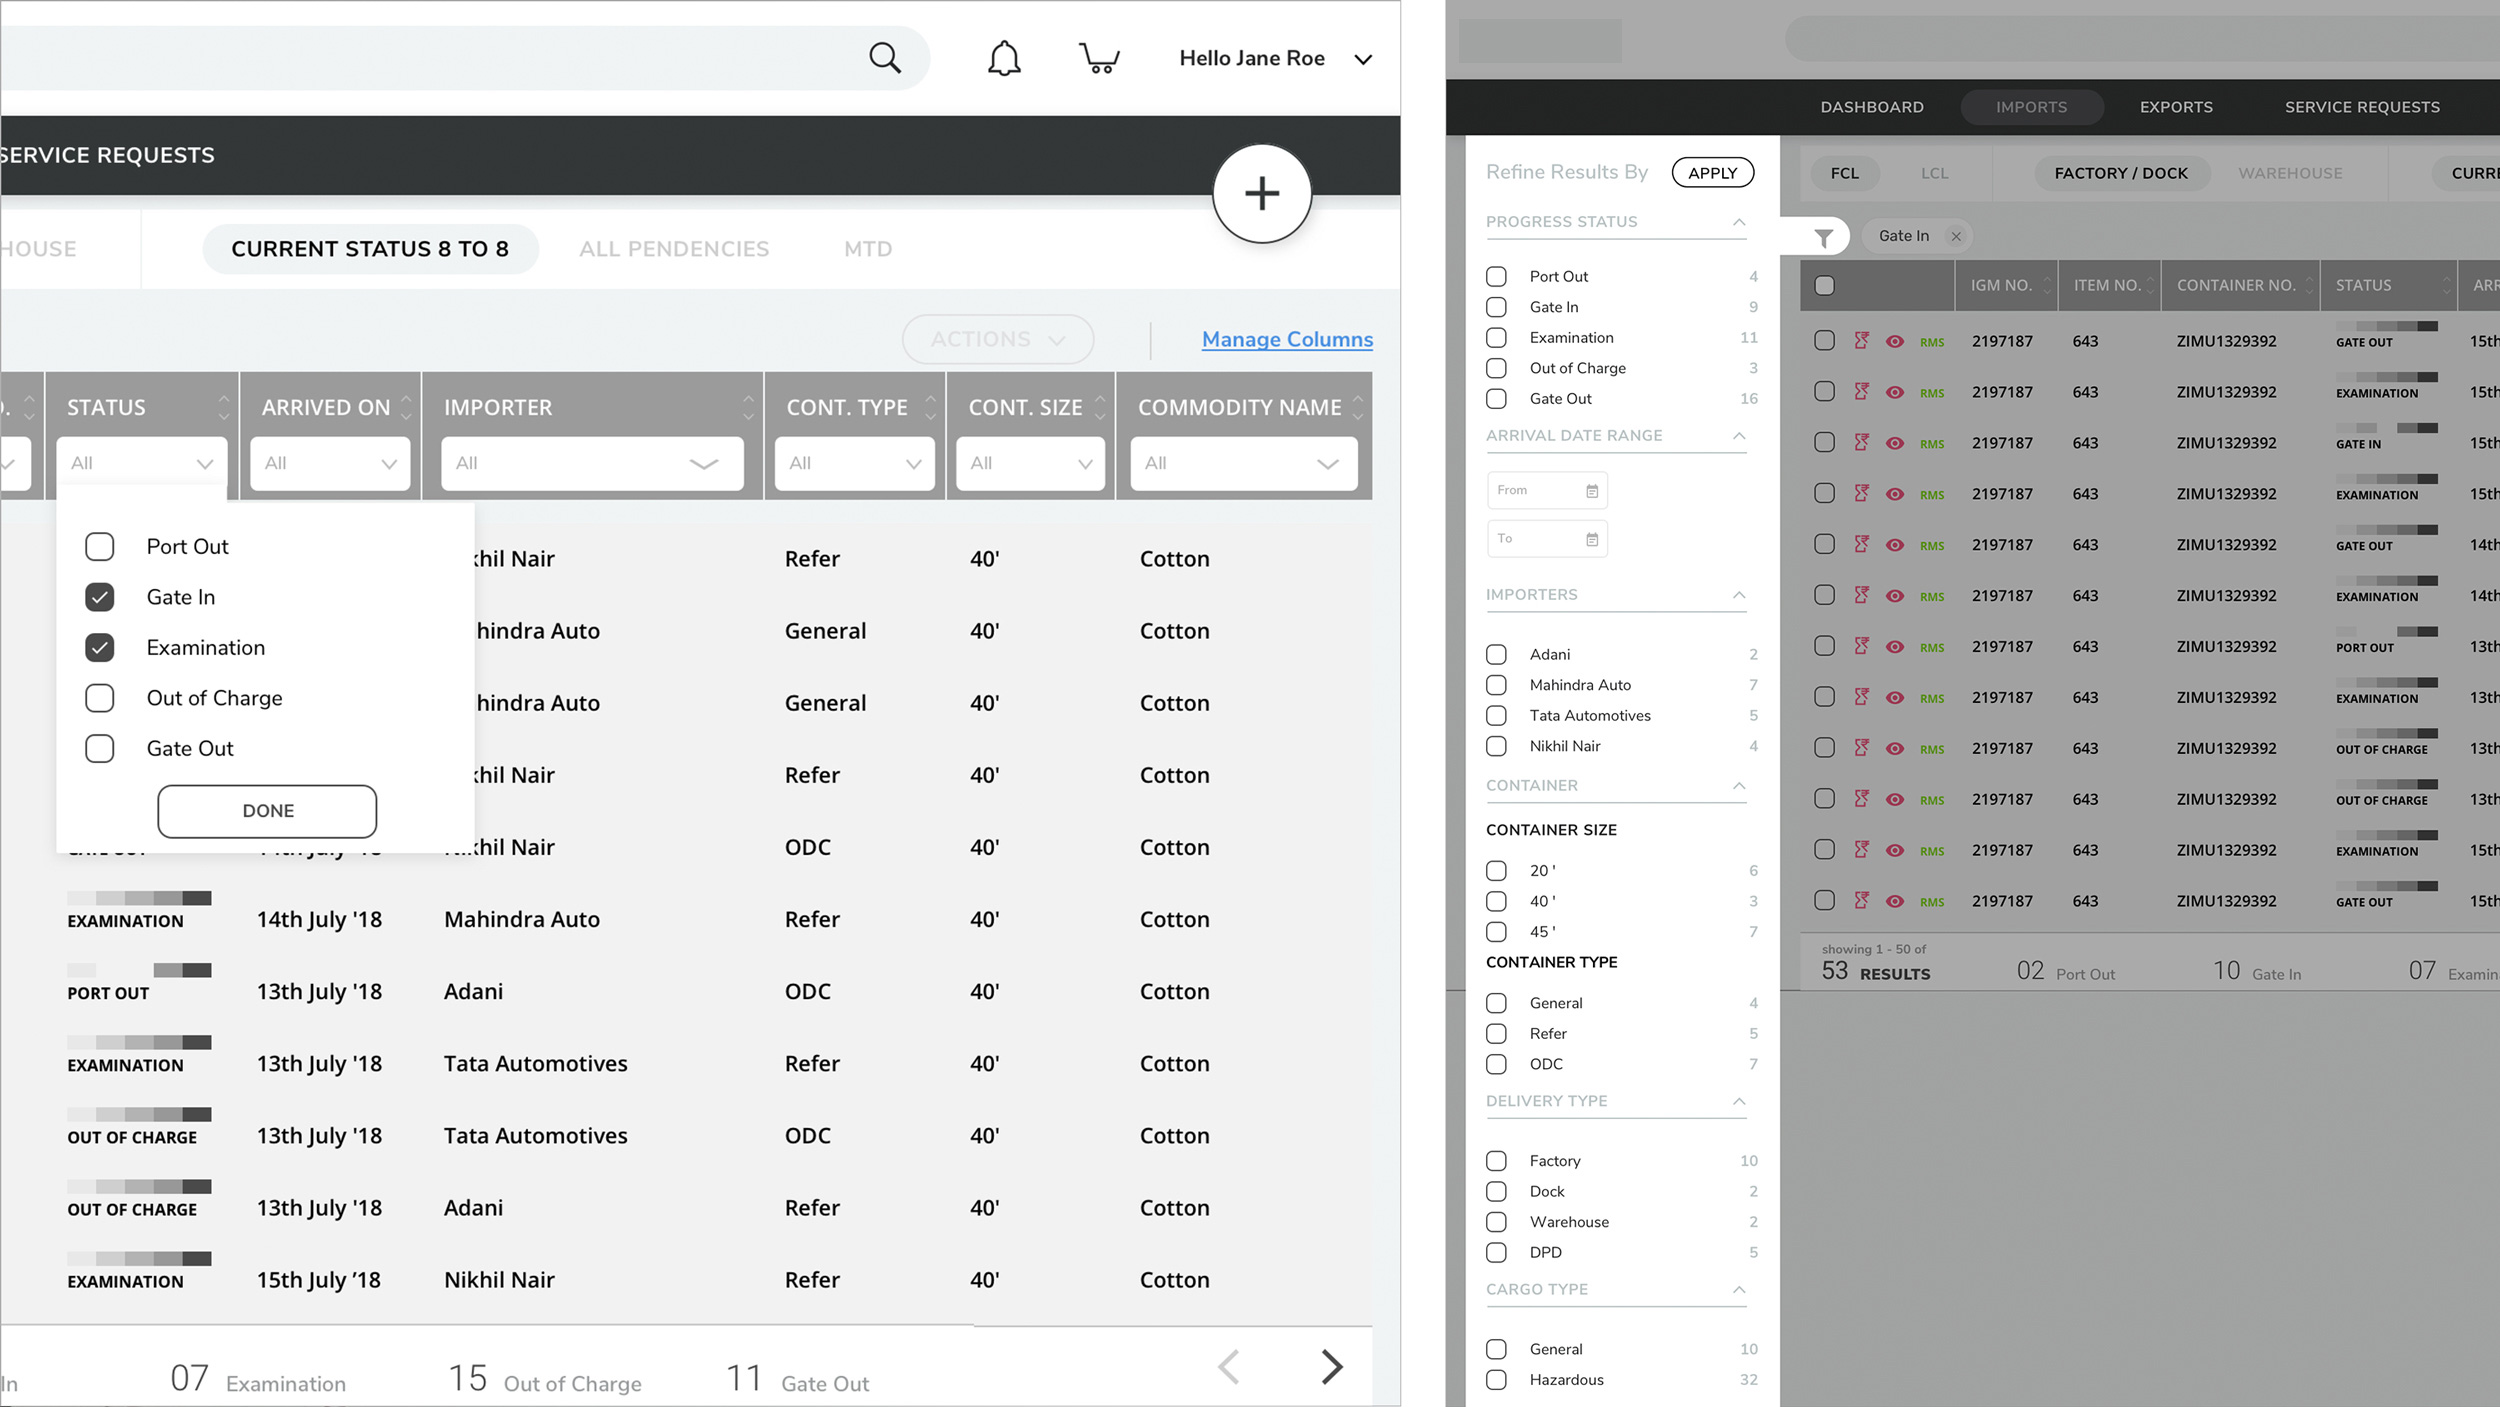 Hello Jane Roe
SERVICE REQUESTS
HOUSE CURRENT STATUS 8 TO 8 ALL PENDENCIES MTD
ACTIONS Manage Columns
STATUS ARRIVED ON IMPORTER CONT. TYPE CONT. SIZE COMMODITY NAME
All All All All All All
Port Out
Gate In
Examination
Out of Charge
Gate Out
DONE
khil Nair Refer 40' Cotton
hindra Auto General 40' Cotton
hindra Auto General 40' Cotton
khil Nair Refer 40' Cotton
khil Nair ODC 40' Cotton
EXAMINATION 14th July '18 Mahindra Auto Refer 40' Cotton
PORT OUT 13th July '18 Adani ODC 40' Cotton
EXAMINATION 13th July '18 Tata Automotives Refer 40' Cotton
OUT OF CHARGE 13th July '18 Tata Automotives ODC 40' Cotton
OUT OF CHARGE 13th July '18 Adani Refer 40' Cotton
EXAMINATION 15th July ’18 Nikhil Nair Refer 40' Cotton
In 07 Examination 15 Out of Charge 11 Gate Out
DASHBOARD IMPORTS EXPORTS SERVICE REQUESTS
Refine Results By APPLY
PROGRESS STATUS
Port Out 4
Gate In 9
Examination 11
Out of Charge 3
Gate Out 16
ARRIVAL DATE RANGE
From
To
IMPORTERS
Adani 2
Mahindra Auto 7
Tata Automotives 5
Nikhil Nair 4
CONTAINER
CONTAINER SIZE
20 ' 6
40 ' 3
45 ' 7
CONTAINER TYPE
General 4
Refer 5
ODC 7
DELIVERY TYPE
Factory 10
Dock 2
Warehouse 2
DPD 5
CARGO TYPE
General 10
Hazardous 32
FCL LCL FACTORY / DOCK WAREHOUSE CURRE
Gate In
IGM NO. ITEM NO. CONTAINER NO. STATUS ARR
RMS 2197187 643 ZIMU1329392 GATE OUT 15th
RMS 2197187 643 ZIMU1329392 EXAMINATION 15th
RMS 2197187 643 ZIMU1329392 GATE IN 15th
RMS 2197187 643 ZIMU1329392 EXAMINATION 15th
RMS 2197187 643 ZIMU1329392 GATE OUT 14th
RMS 2197187 643 ZIMU1329392 EXAMINATION 14th
RMS 2197187 643 ZIMU1329392 PORT OUT 13th
RMS 2197187 643 ZIMU1329392 EXAMINATION 13th
RMS 2197187 643 ZIMU1329392 OUT OF CHARGE 13th
RMS 2197187 643 ZIMU1329392 OUT OF CHARGE 13th
RMS 2197187 643 ZIMU1329392 EXAMINATION 15th
RMS 2197187 643 ZIMU1329392 GATE OUT 15th
showing 1 - 50 of
53 RESULTS 02 Port Out 10 Gate In 07 Examin